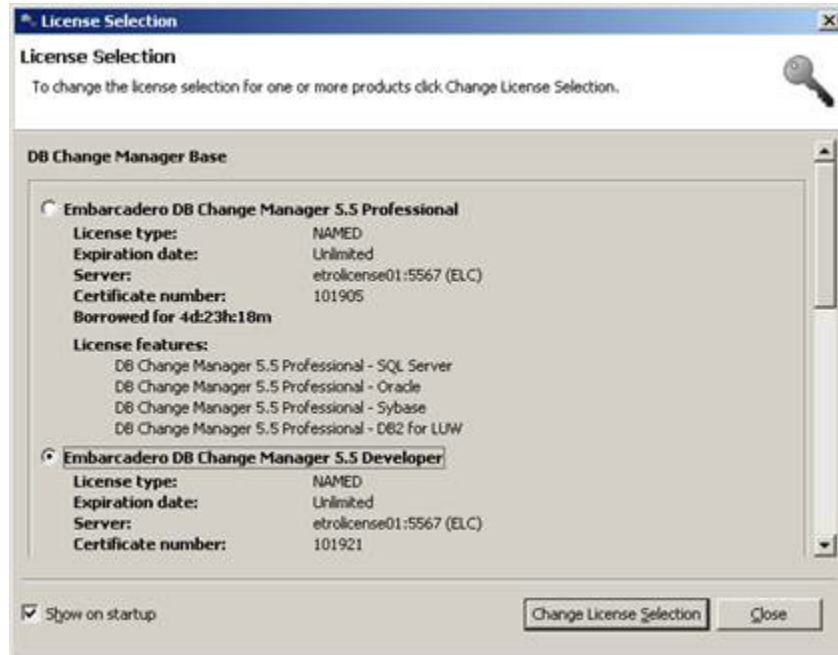 License Selection
License Selection
To change the license selection for one or more products click Change License Selection.
DB Change Manager Base
Embarcadero DB Change Manager 5.5 Professional
License type: NAMED
Expiration date: Unlimited
Server: etrolicense01:5567 (ELC)
Certificate number: 101905
Borrowed for 4d:23h:18m
License features:
DB Change Manager 5.5 Professional - SQL Server
DB Change Manager 5.5 Professional - Oracle
DB Change Manager 5.5 Professional - Sybase
DB Change Manager 5.5 Professional - DB2 for LUW
Embarcadero DB Change Manager 5.5 Developer
License type: NAMED
Expiration date: Unlimited
Server: etrolicense01:5567 (ELC)
Certificate number: 101921
Show on startup Change License Selection Close